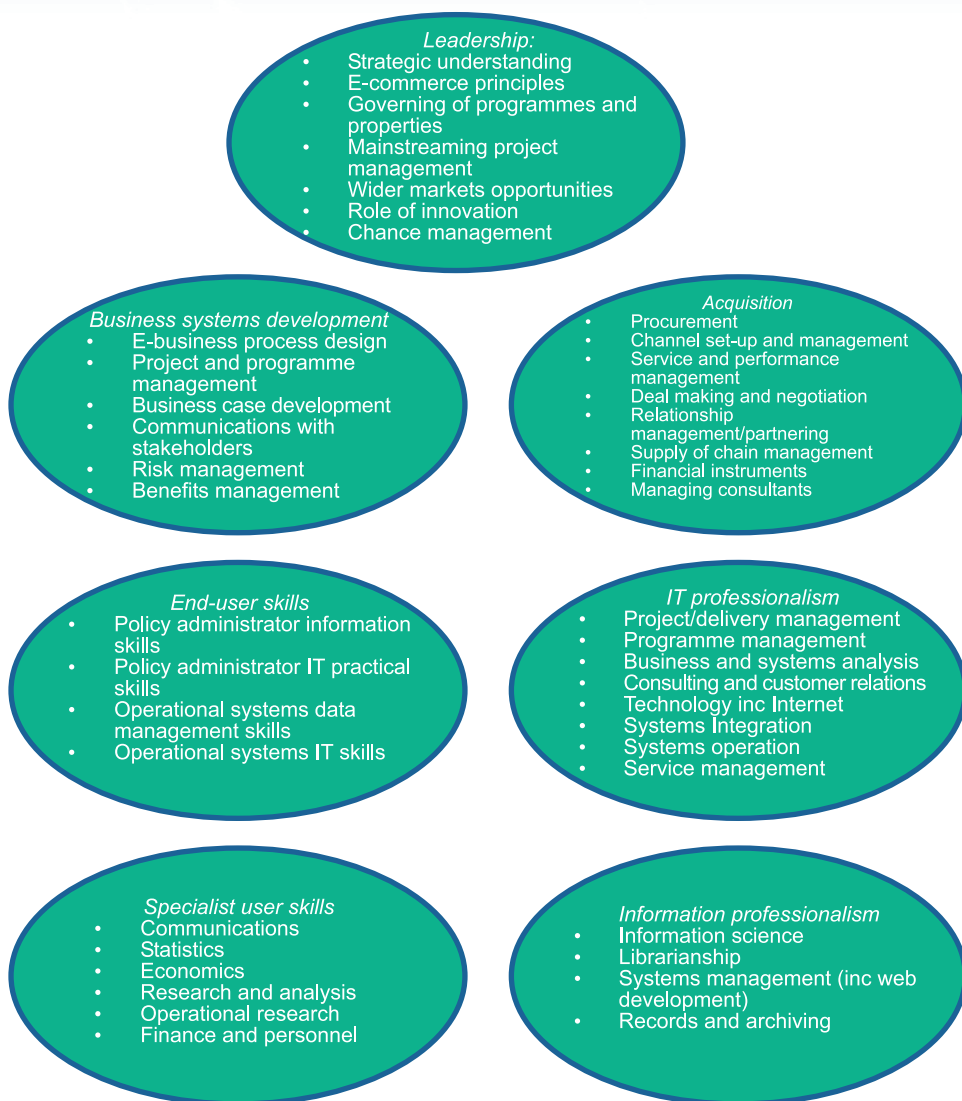 Leadership:
• Strategic understanding
• E-commerce principles
• Governing of programmes and
properties
• Mainstreaming project
management
• Wider markets opportunities
• Role of innovation
• Chance management
Business systems development
• E-business process design
• Project and programme
management
• Business case development
• Communications with
stakeholders
• Risk management
• Benefits management
Acquisition
• Procurement
• Channel set-up and management
• Service and performance
management
• Deal making and negotiation
• Relationship
management/partnering
• Supply of chain management
• Financial instruments
• Managing consultants
End-user skills
• Policy administrator information
skills
• Policy administrator IT practical
skills
• Operational systems data
management skills
• Operational systems IT skills
IT professionalism
• Project/delivery management
• Programme management
• Business and systems analysis
• Consulting and customer relations
• Technology inc Internet
• Systems Integration
• Systems operation
• Service management
Specialist user skills
• Communications
• Statistics
• Economics
• Research and analysis
• Operational research
• Finance and personnel
Information professionalism
• Information science
• Librarianship
• Systems management (inc web
development)
• Records and archiving